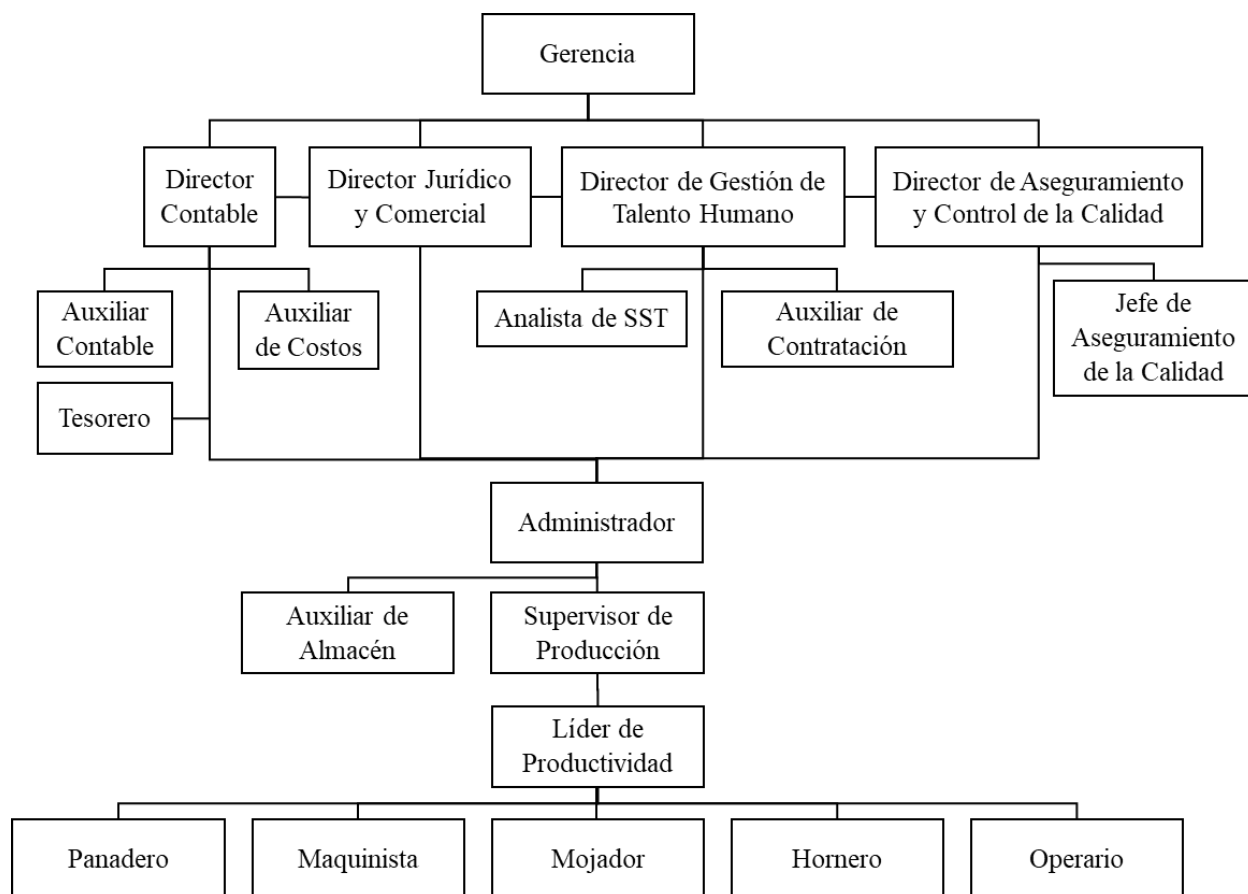 Gerencia
Director
Contable
Director Jurídico
y Comercial
Director de Gestión de
Talento Humano
Director de Aseguramiento
y Control de la Calidad
Auxiliar
Contable
Auxiliar
de Costos
Analista de SST
Auxiliar de
Contratación
Jefe de
Aseguramiento
de la Calidad
Tesorero
Administrador
Auxiliar de
Almacén
Supervisor de
Producción
Líder de
Productividad
Panadero
Maquinista
Mojador
Hornero
Operario